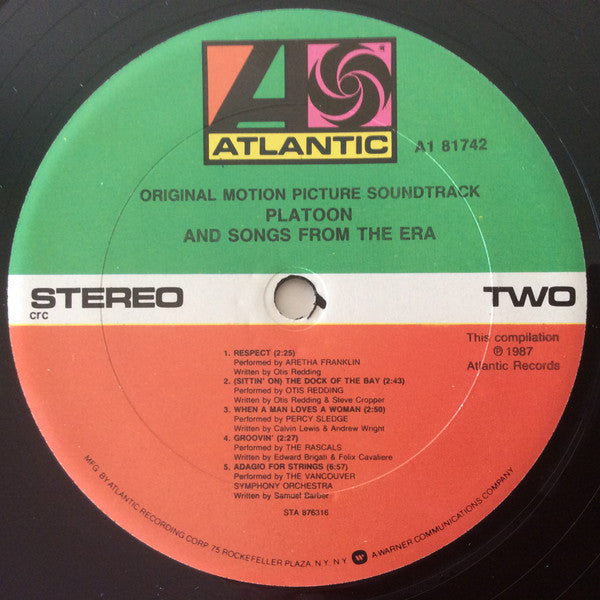 ATLANTIC
A1 81742
ORIGINAL MOTION PICTURE SOUNDTRACK
PLATOON
AND SONGS FROM THE ERA
STEREO
crc
TWO
This compilation
℗ 1987
Atlantic Records
1. RESPECT (2:25)
Performed by ARETHA FRANKLIN
Written by Otis Redding
2. (SITTIN' ON) THE DOCK OF THE BAY (2:43)
Performed by OTIS REDDING
Written by Otis Redding & Steve Cropper
3. WHEN A MAN LOVES A WOMAN (2:50)
Performed by PERCY SLEDGE
Written by Calvin Lewis & Andrew Wright
4. GROOVIN' (2:27)
Performed by THE RASCALS
Written by Edward Brigati & Felix Cavaliere
5. ADAGIO FOR STRINGS (6:57)
Performed by THE VANCOUVER
SYMPHONY ORCHESTRA
Written by Samuel Barber
STA 876316
MFG. BY ATLANTIC RECORDING CORP. 75 ROCKEFELLER PLAZA, N.Y. N.Y. A WARNER COMMUNICATIONS COMPANY